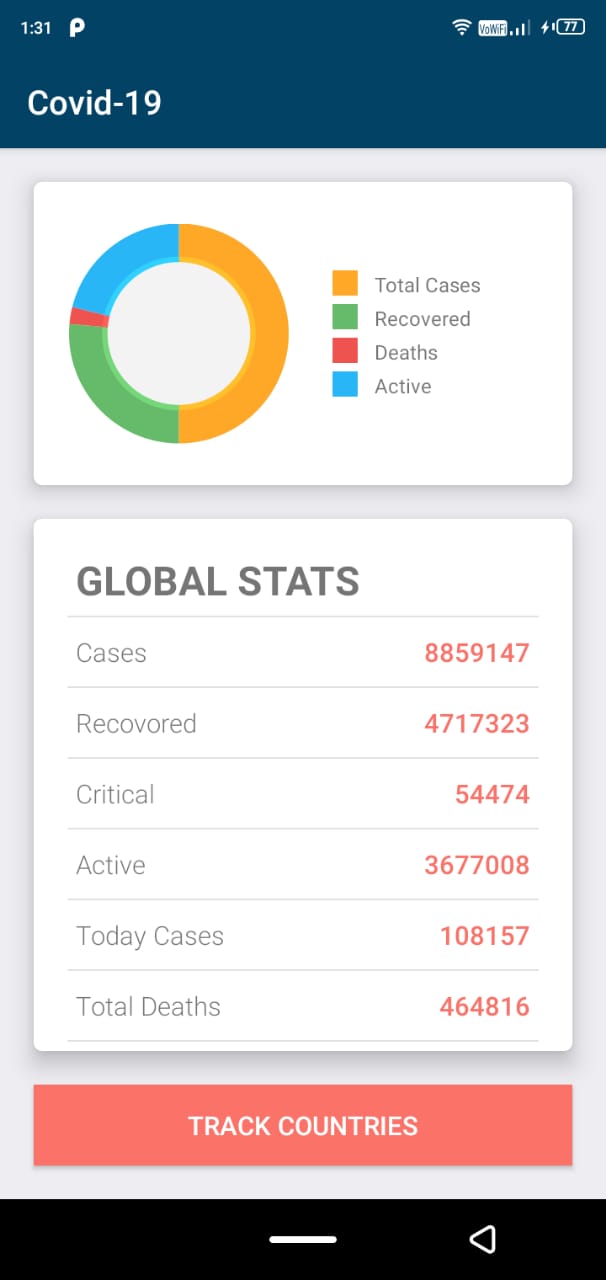 1:31 VoWiFi 77
Covid-19
Total Cases
Recovered
Deaths
Active
GLOBAL STATS
Cases 8859147
Recovored 4717323
Critical 54474
Active 3677008
Today Cases 108157
Total Deaths 464816
TRACK COUNTRIES